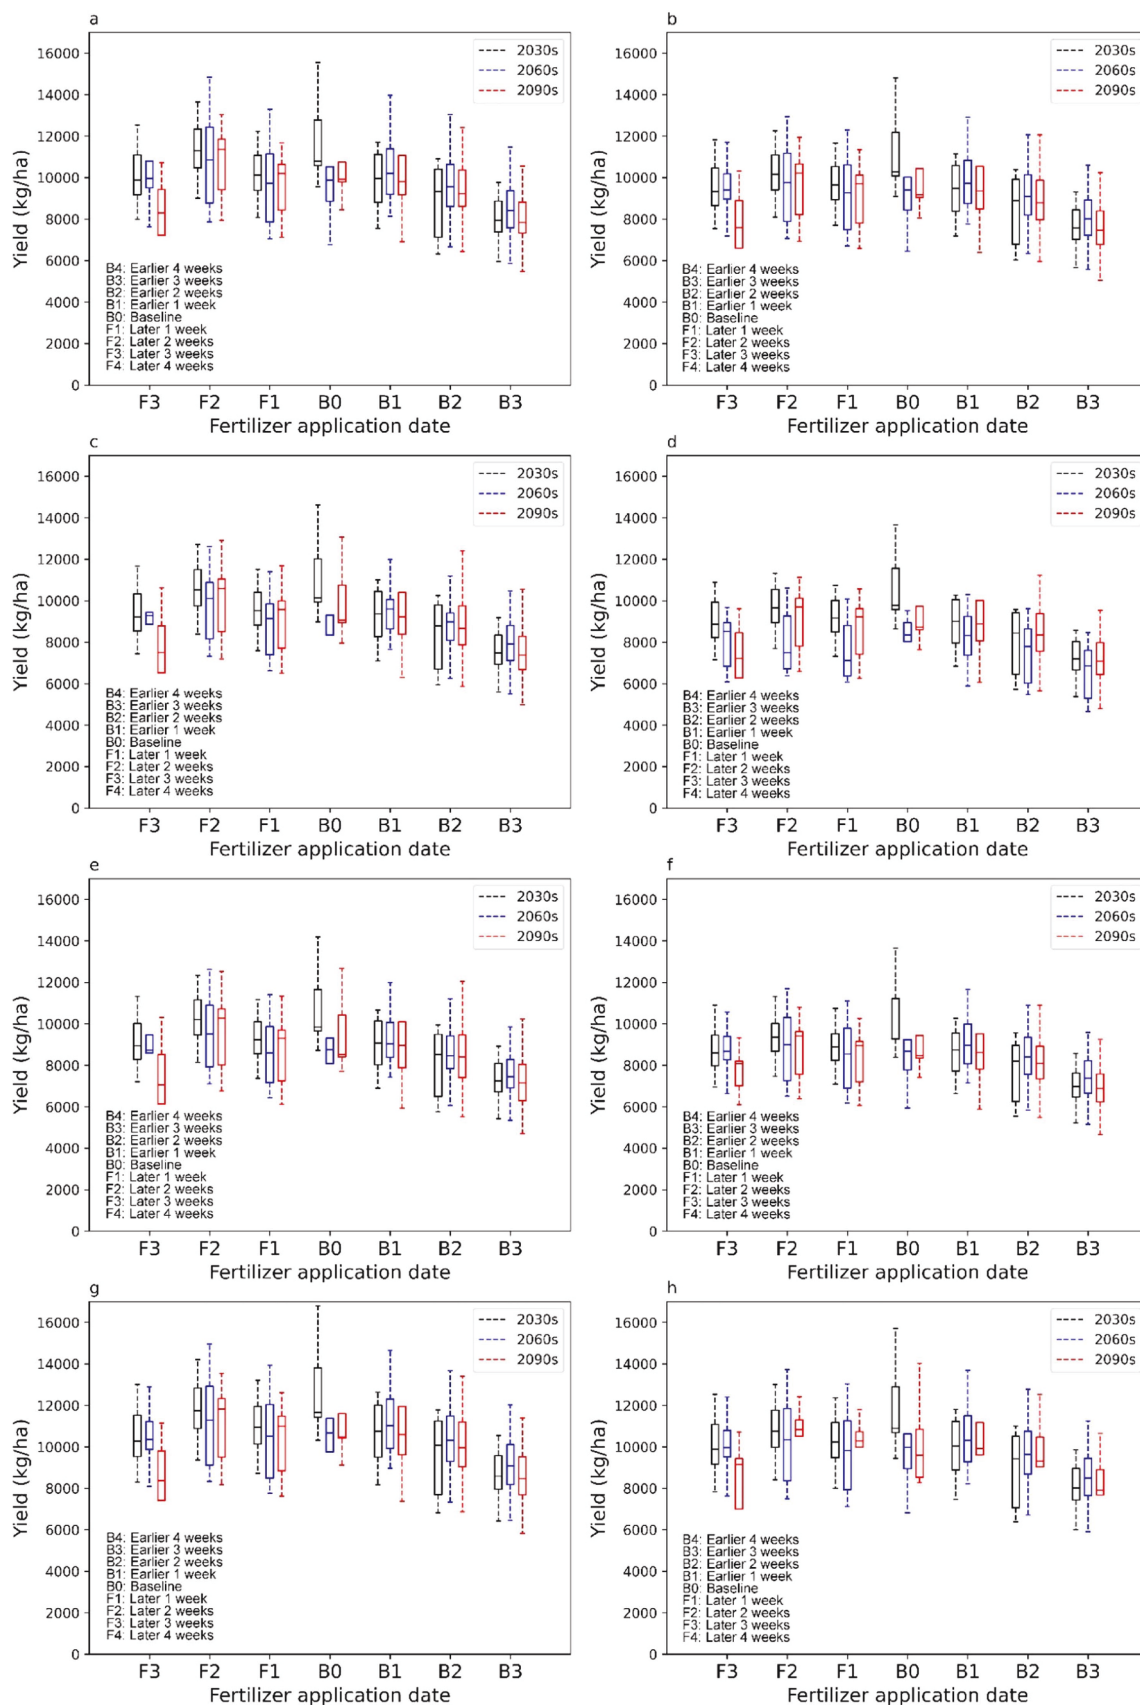 a
16000
14000
12000
10000
8000
6000
4000
2000
0
Yield (kg/ha)
2030s
2060s
2090s
B4: Earlier 4 weeks
B3: Earlier 3 weeks
B2: Earlier 2 weeks
B1: Earlier 1 week
B0: Baseline
F1: Later 1 week
F2: Later 2 weeks
F3: Later 3 weeks
F4: Later 4 weeks
F3 F2 F1 B0 B1 B2 B3
Fertilizer application date
b
16000
14000
12000
10000
8000
6000
4000
2000
0
Yield (kg/ha)
2030s
2060s
2090s
B4: Earlier 4 weeks
B3: Earlier 3 weeks
B2: Earlier 2 weeks
B1: Earlier 1 week
B0: Baseline
F1: Later 1 week
F2: Later 2 weeks
F3: Later 3 weeks
F4: Later 4 weeks
F3 F2 F1 B0 B1 B2 B3
Fertilizer application date
c
16000
14000
12000
10000
8000
6000
4000
2000
0
Yield (kg/ha)
2030s
2060s
2090s
B4: Earlier 4 weeks
B3: Earlier 3 weeks
B2: Earlier 2 weeks
B1: Earlier 1 week
B0: Baseline
F1: Later 1 week
F2: Later 2 weeks
F3: Later 3 weeks
F4: Later 4 weeks
F3 F2 F1 B0 B1 B2 B3
Fertilizer application date
d
16000
14000
12000
10000
8000
6000
4000
2000
0
Yield (kg/ha)
2030s
2060s
2090s
B4: Earlier 4 weeks
B3: Earlier 3 weeks
B2: Earlier 2 weeks
B1: Earlier 1 week
B0: Baseline
F1: Later 1 week
F2: Later 2 weeks
F3: Later 3 weeks
F4: Later 4 weeks
F3 F2 F1 B0 B1 B2 B3
Fertilizer application date
e
16000
14000
12000
10000
8000
6000
4000
2000
0
Yield (kg/ha)
2030s
2060s
2090s
B4: Earlier 4 weeks
B3: Earlier 3 weeks
B2: Earlier 2 weeks
B1: Earlier 1 week
B0: Baseline
F1: Later 1 week
F2: Later 2 weeks
F3: Later 3 weeks
F4: Later 4 weeks
F3 F2 F1 B0 B1 B2 B3
Fertilizer application date
f
16000
14000
12000
10000
8000
6000
4000
2000
0
Yield (kg/ha)
2030s
2060s
2090s
B4: Earlier 4 weeks
B3: Earlier 3 weeks
B2: Earlier 2 weeks
B1: Earlier 1 week
B0: Baseline
F1: Later 1 week
F2: Later 2 weeks
F3: Later 3 weeks
F4: Later 4 weeks
F3 F2 F1 B0 B1 B2 B3
Fertilizer application date
g
16000
14000
12000
10000
8000
6000
4000
2000
0
Yield (kg/ha)
2030s
2060s
2090s
B4: Earlier 4 weeks
B3: Earlier 3 weeks
B2: Earlier 2 weeks
B1: Earlier 1 week
B0: Baseline
F1: Later 1 week
F2: Later 2 weeks
F3: Later 3 weeks
F4: Later 4 weeks
F3 F2 F1 B0 B1 B2 B3
Fertilizer application date
h
16000
14000
12000
10000
8000
6000
4000
2000
0
Yield (kg/ha)
2030s
2060s
2090s
B4: Earlier 4 weeks
B3: Earlier 3 weeks
B2: Earlier 2 weeks
B1: Earlier 1 week
B0: Baseline
F1: Later 1 week
F2: Later 2 weeks
F3: Later 3 weeks
F4: Later 4 weeks
F3 F2 F1 B0 B1 B2 B3
Fertilizer application date